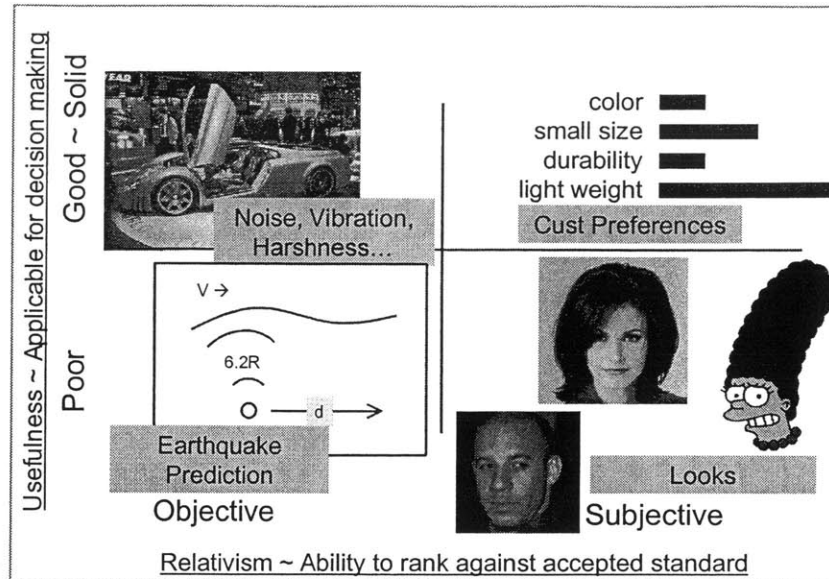 Usefulness ~ Applicable for decision making
Good ~ Solid
Poor
EAR
Noise, Vibration,
Harshness…
color
small size
durability
light weight
Cust Preferences
V →
6.2R
d
Earthquake
Prediction
Looks
Objective
Subjective
Relativism ~ Ability to rank against accepted standard